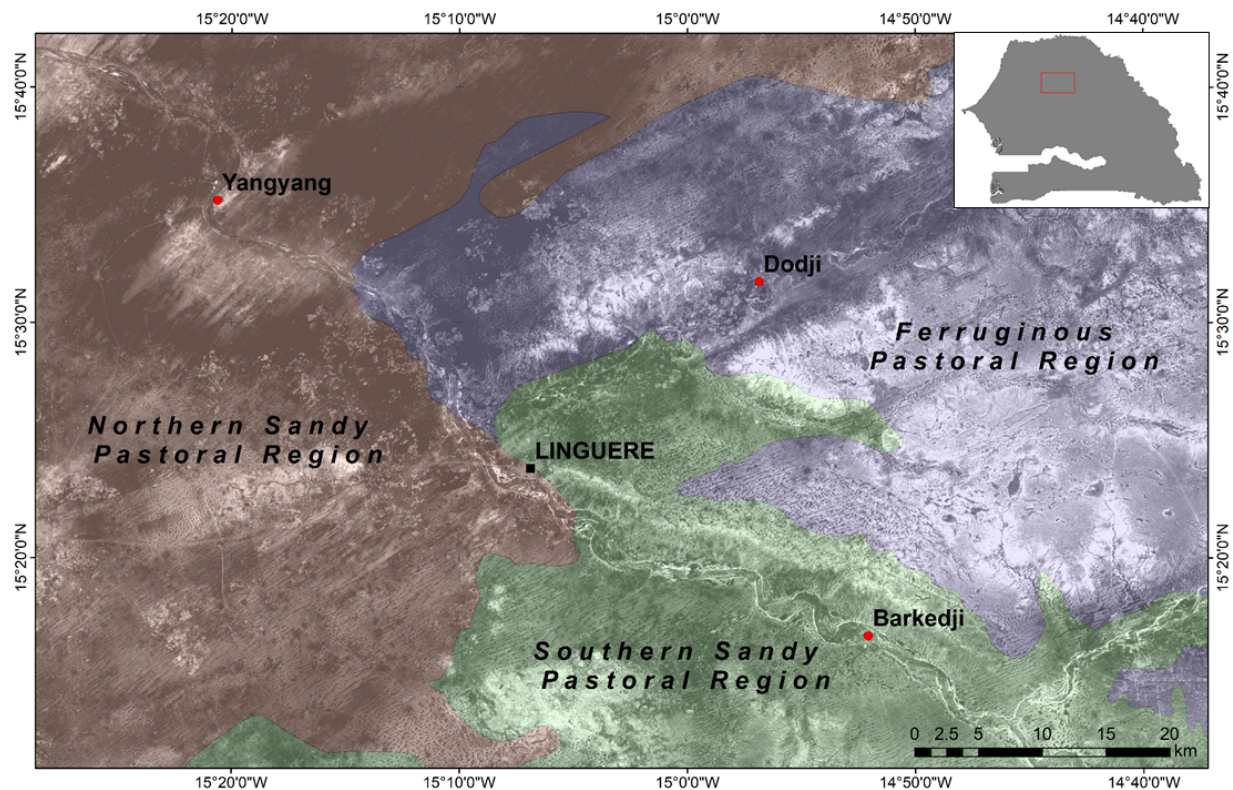 15°20'0"W 15°10'0"W 15°0'0"W 14°50'0"W 14°40'0"W
15°40'0"N
15°40'0"N
Yangyang
Dodji
15°30'0"N
15°30'0"N
Ferruginous
Pastoral Region
Northern Sandy
Pastoral Region
LINGUERE
15°20'0"N
15°20'0"N
Barkedji
Southern Sandy
Pastoral Region
0 2.5 5 10 15 20
km
15°20'0"W 15°10'0"W 15°0'0"W 14°50'0"W 14°40'0"W